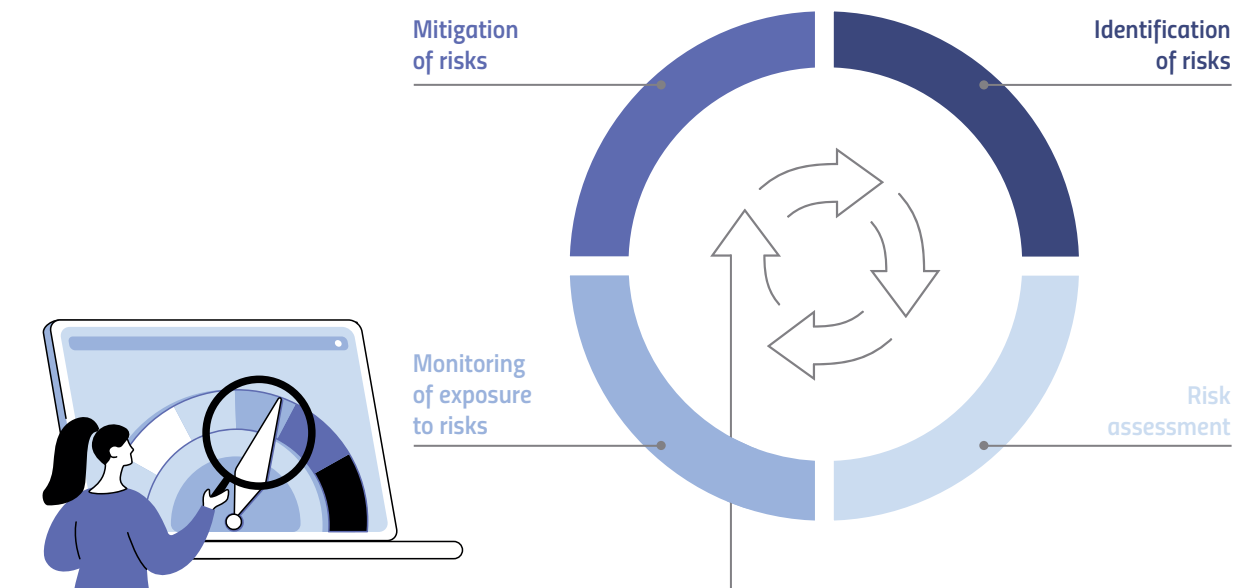 Mitigation
of risks
Identification
of risks
Monitoring
of exposure
to risks
Risk
assessment